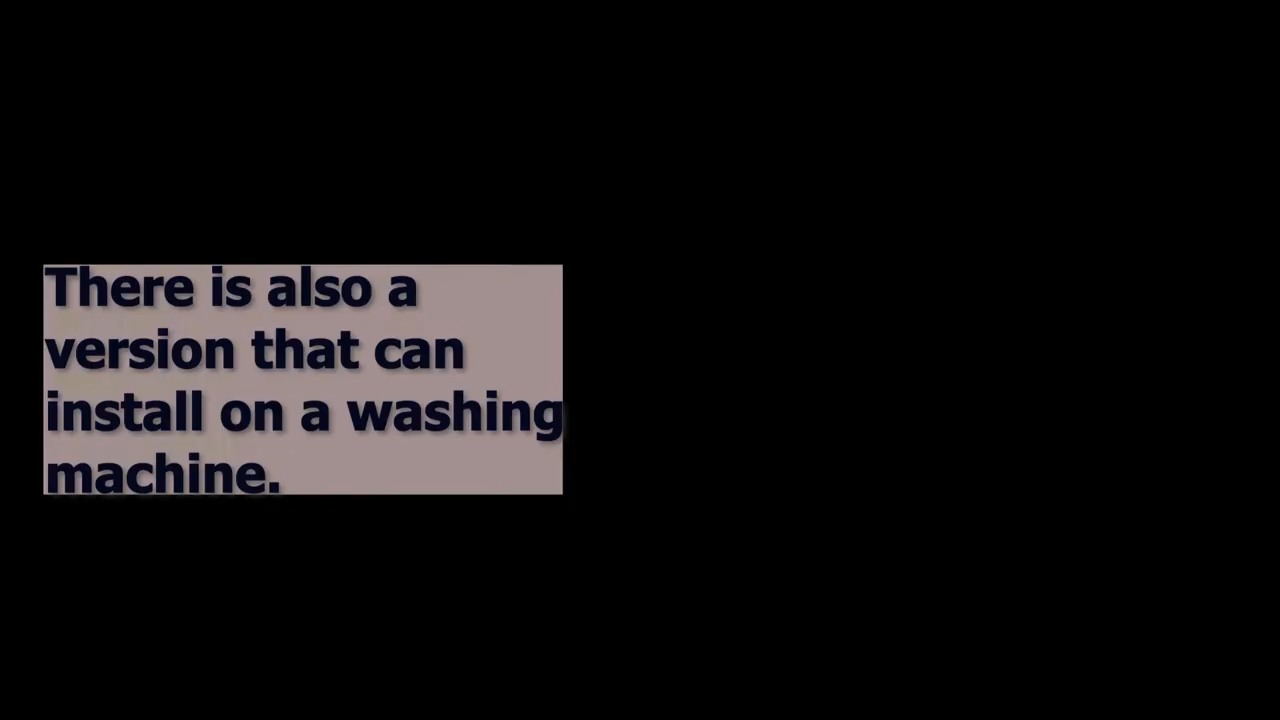 There is also a
version that can
install on a washing
machine.